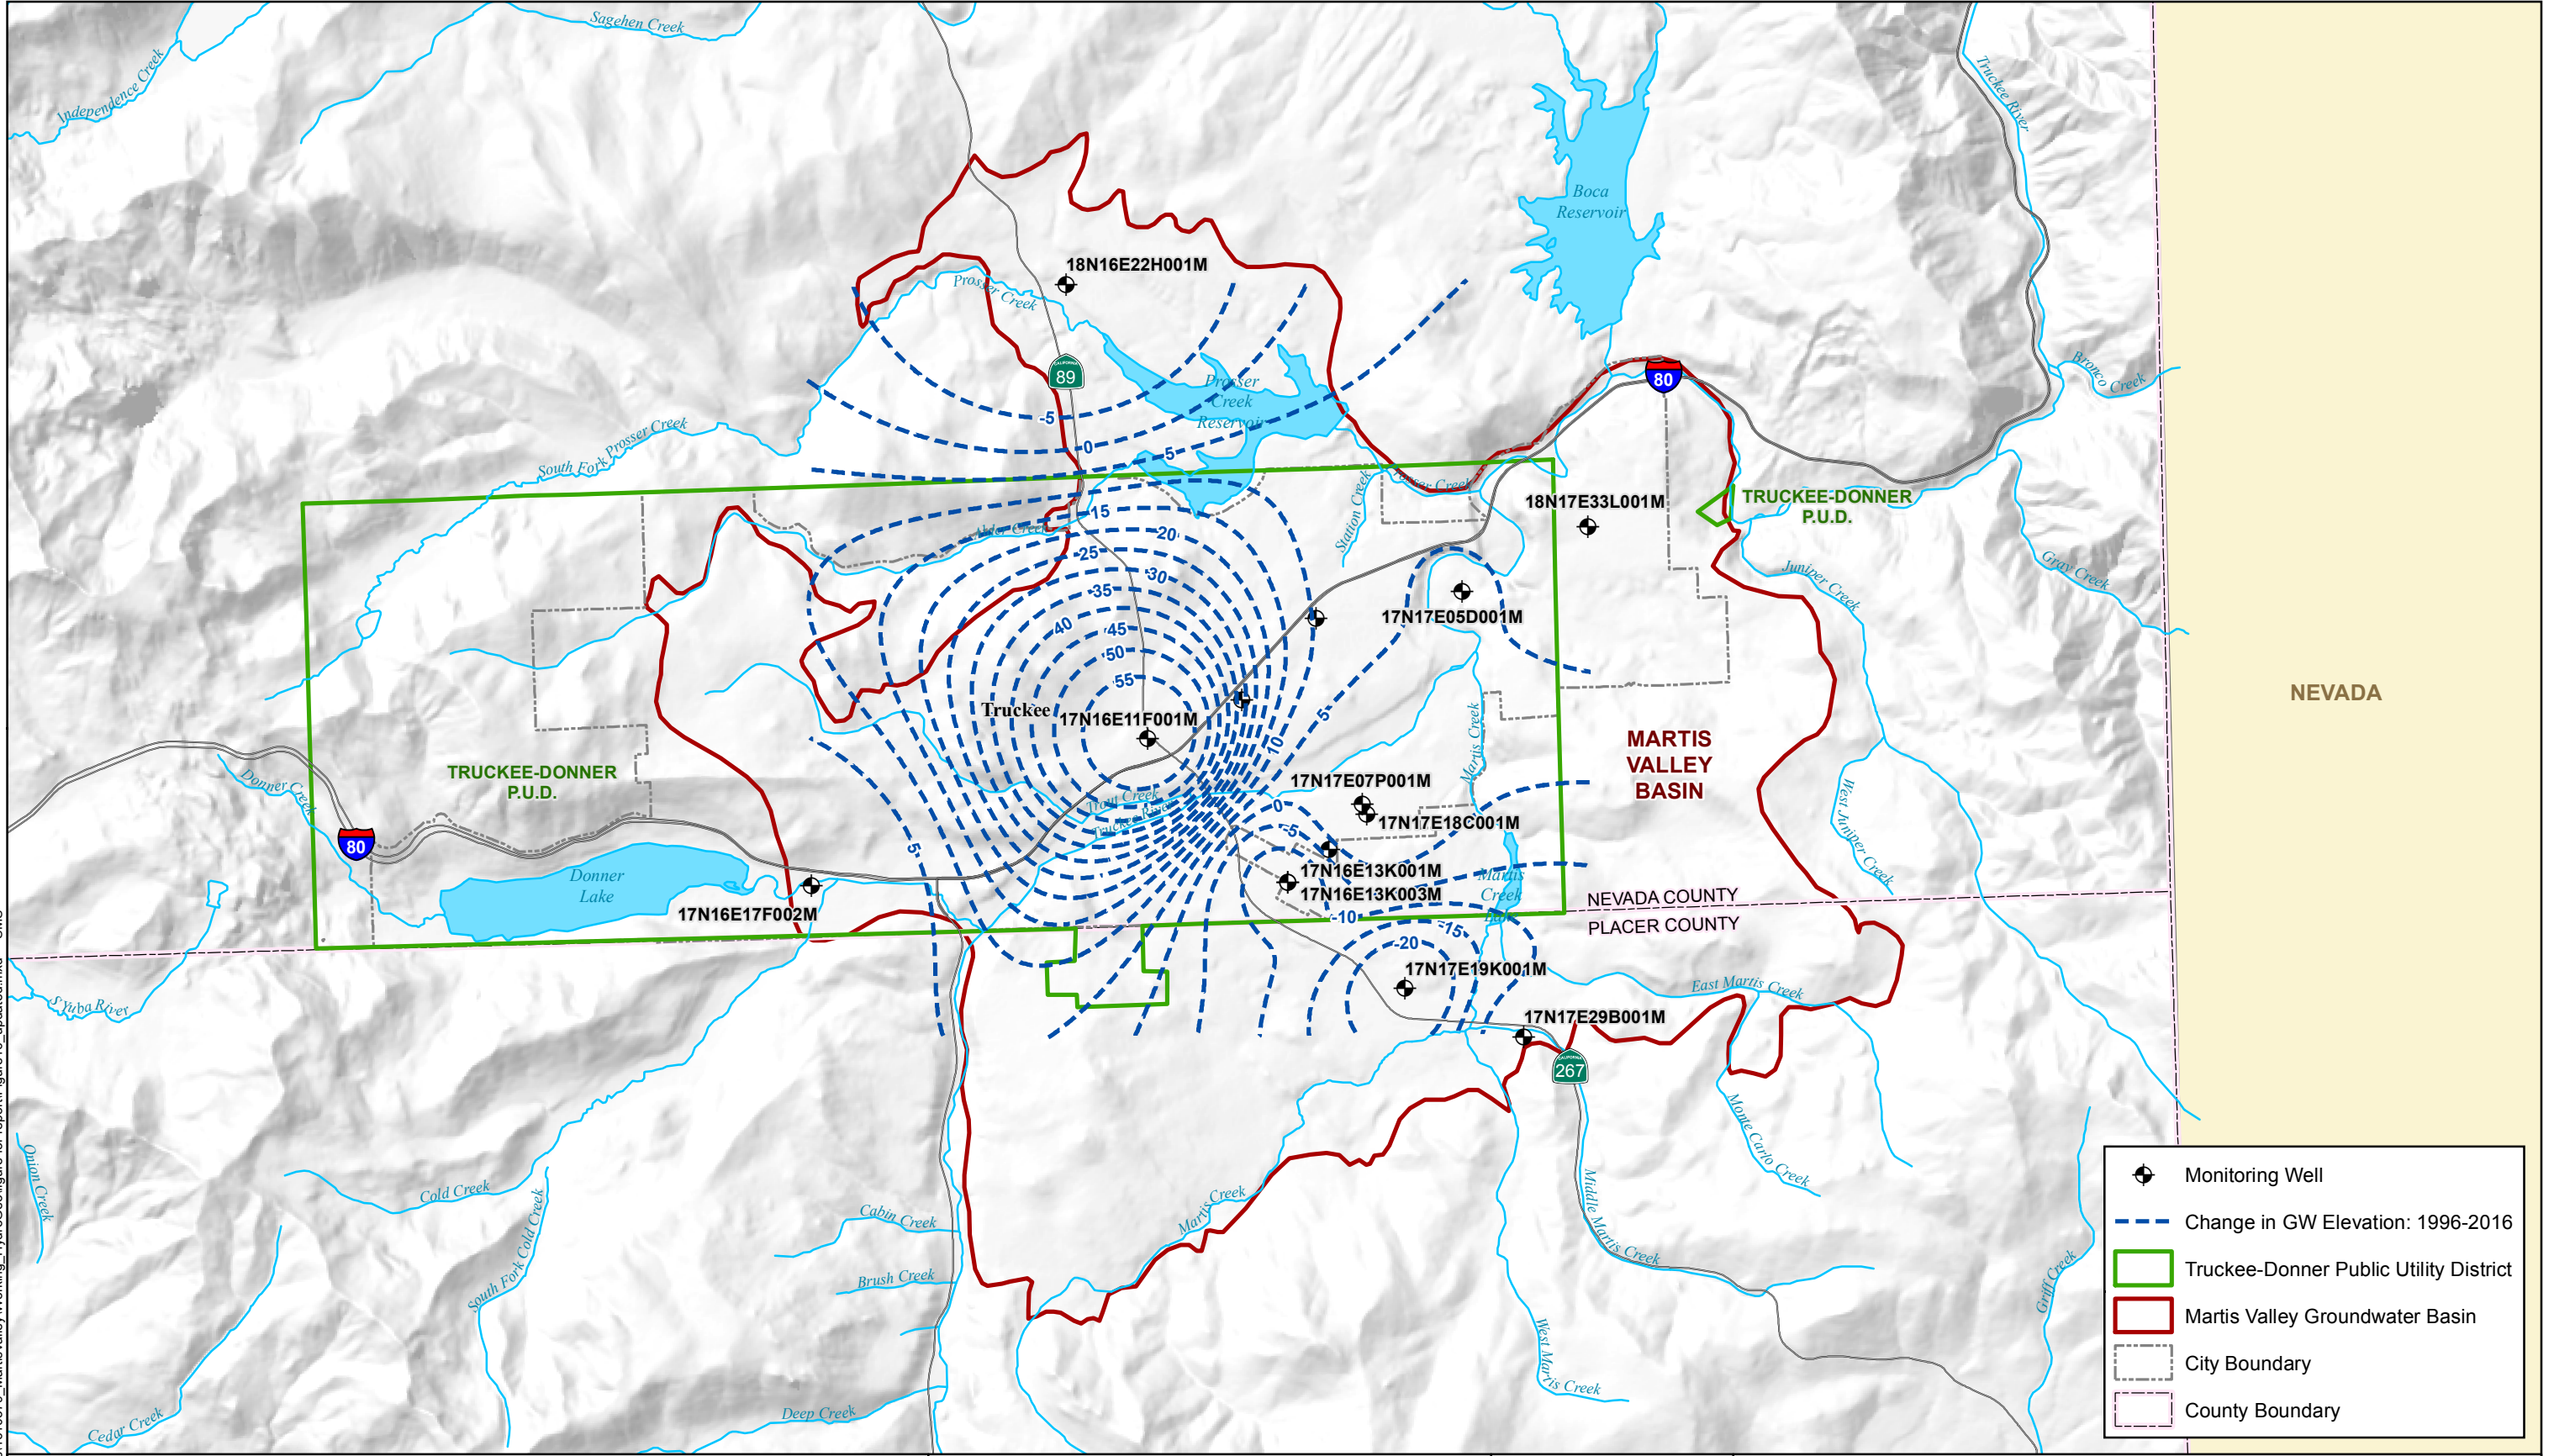 Sagehen Creek
Independence Creek
Truckee River
Boca
Reservoir
18N16E22H001M
Prosser Creek
89
Prosser
Creek
Reservoir
80
Bronco Creek
-5
0
5
South Fork Prosser Creek
Prosser Creek
Station Creek
18N17E33L001M
TRUCKEE-DONNER
P.U.D.
Alder Creek
15
20
25
30
35
40
45
50
55
Juniper Creek
Gray Creek
17N17E05D001M
Truckee
17N16E11F001M
5
10
NEVADA
MARTIS
VALLEY
BASIN
Martis Creek
TRUCKEE-DONNER
P.U.D.
Donner Creek
80
17N17E07P001M
17N17E18C001M
Trout Creek
Truckee River
0
-5
5
West Juniper Creek
17N16E13K001M
17N16E13K003M
Martis
Creek
Lake
Donner
Lake
17N16E17F002M
-10
-15
-20
NEVADA COUNTY
PLACER COUNTY
17N17E19K001M
East Martis Creek
17N17E29B001M
267
S Yuba River
Onion Creek
Cold Creek
South Fork Cold Creek
Cabin Creek
Brush Creek
Martis Creek
Middle Martis Creek
Monte Carlo Creek
West Martis Creek
Griff Creek
Deep Creek
Cedar Creek
Monitoring Well
Change in GW Elevation: 1996-2016
Truckee-Donner Public Utility District
Martis Valley Groundwater Basin
City Boundary
County Boundary